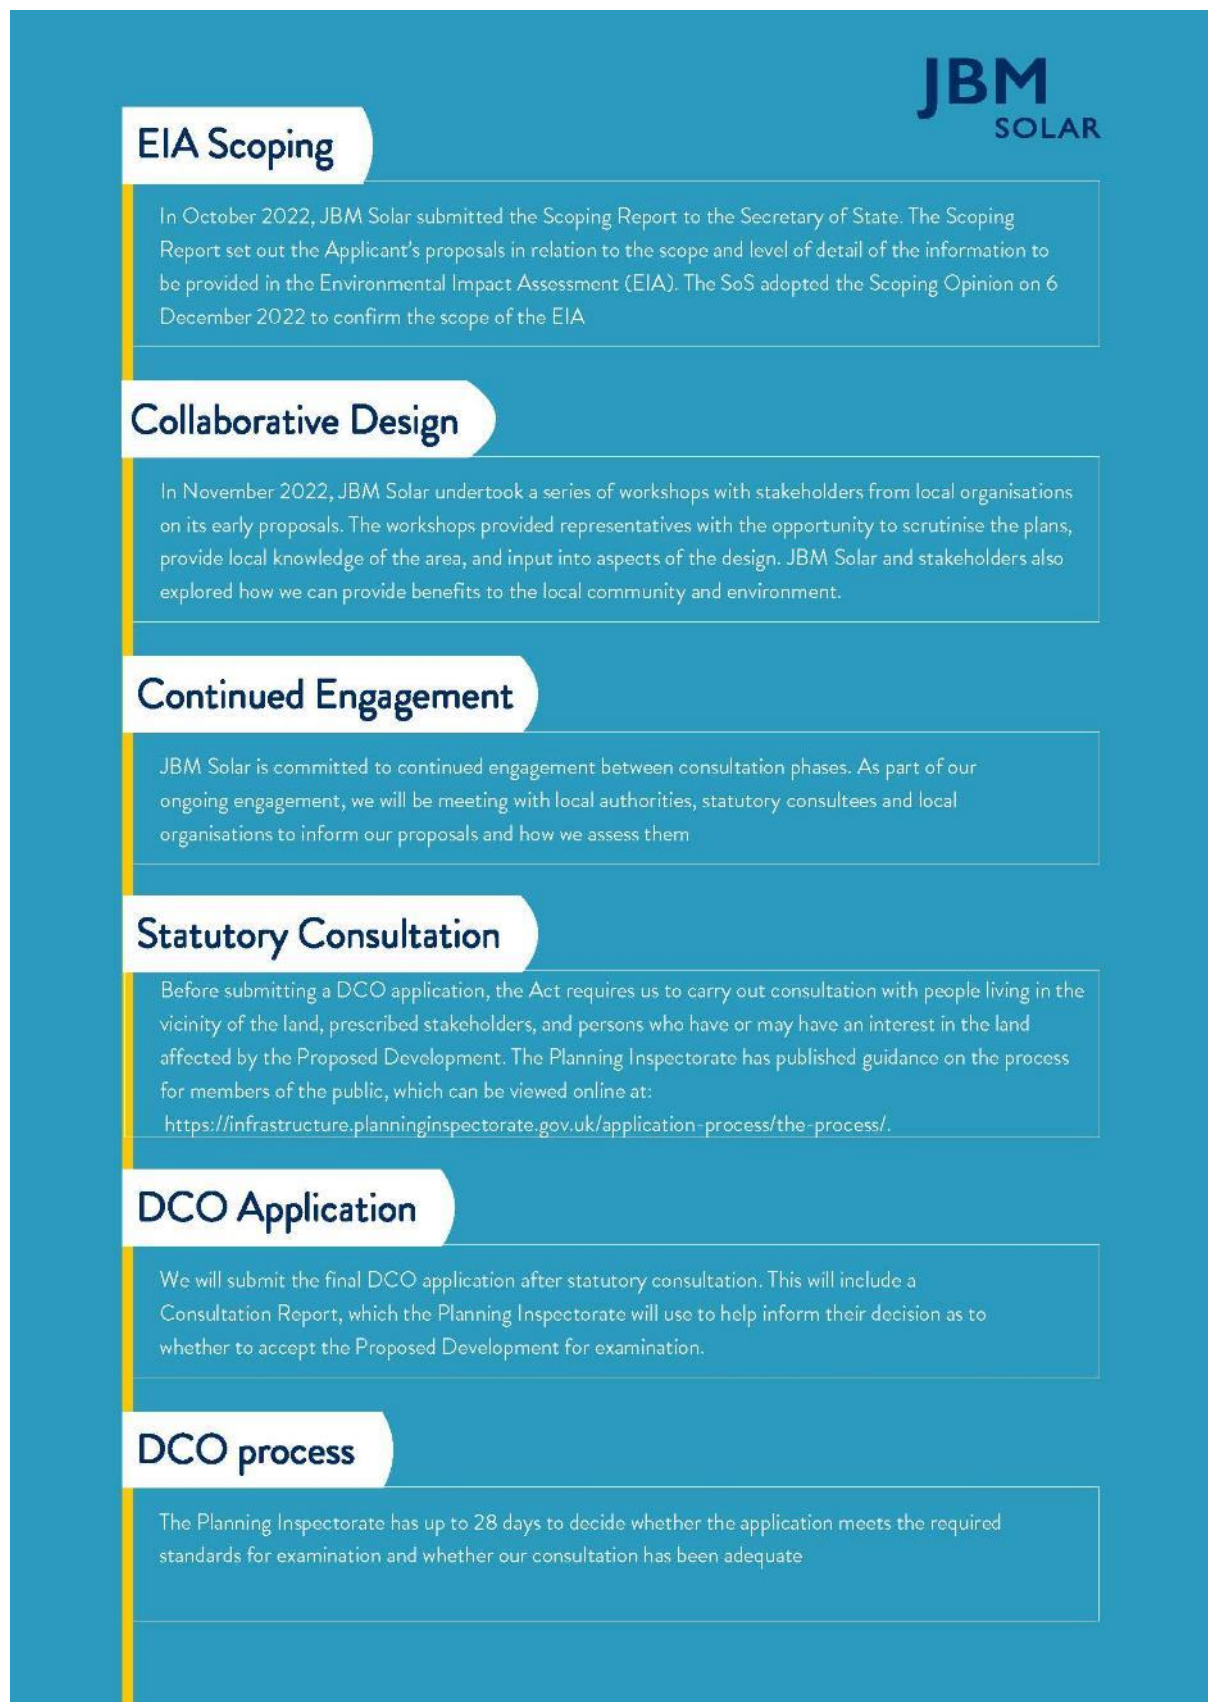 JBM
SOLAR
EIA Scoping
In October 2022, JBM Solar submitted the Scoping Report to the Secretary of State. The Scoping
Report set out the Applicant's proposals in relation to the scope and level of detail of the information to
be provided in the Environmental Impact Assessment (EIA). The SoS adopted the Scoping Opinion on 6
December 2022 to confirm the scope of the EIA
Collaborative Design
In November 2022, JBM Solar undertook a series of workshops with stakeholders from local organisations
on its early proposals. The workshops provided representatives with the opportunity to scrutinise the plans,
provide local knowledge of the area, and input into aspects of the design. JBM Solar and stakeholders also
explored how we can provide benefits to the local community and environment.
Continued Engagement
JBM Solar is committed to continued engagement between consultation phases. As part of our
ongoing engagement, we will be meeting with local authorities, statutory consultees and local
organisations to inform our proposals and how we assess them
Statutory Consultation
Before submitting a DCO application, the Act requires us to carry out consultation with people living in the
vicinity of the land, prescribed stakeholders, and persons who have or may have an interest in the land
affected by the Proposed Development. The Planning Inspectorate has published guidance on the process
for members of the public, which can be viewed online at:
https://infrastructure.planninginspectorate.gov.uk/application-process/the-process/.
DCO Application
We will submit the final DCO application after statutory consultation. This will include a
Consultation Report, which the Planning Inspectorate will use to help inform their decision as to
whether to accept the Proposed Development for examination.
DCO process
The Planning Inspectorate has up to 28 days to decide whether the application meets the required
standards for examination and whether our consultation has been adequate